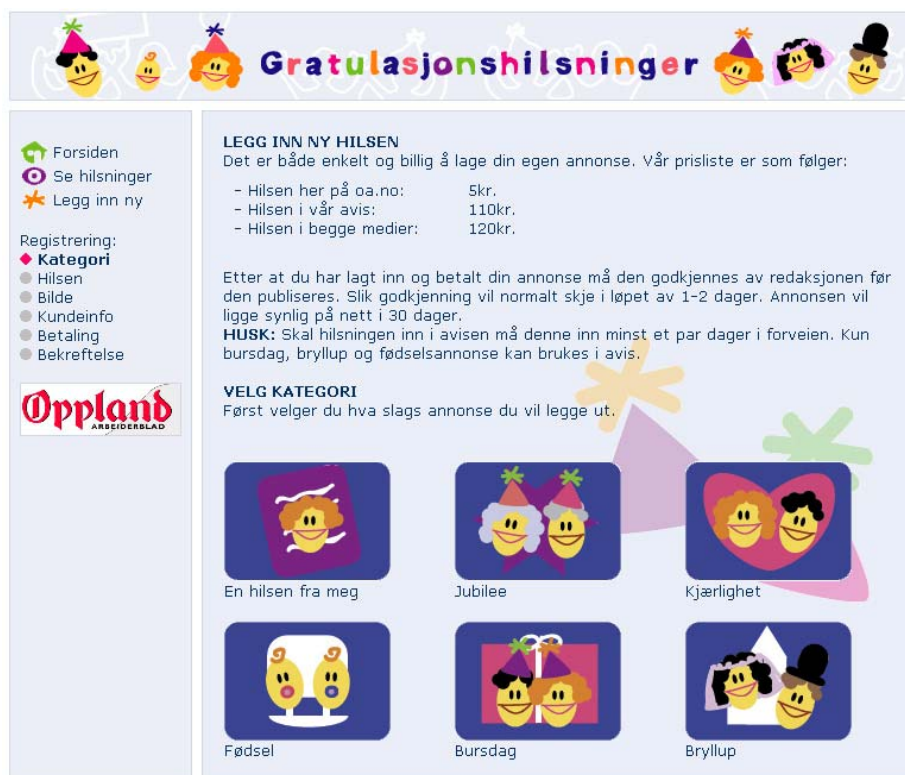 Gratulasjonshilsninger
Forsiden
Se hilsninger
Legg inn ny
Registrering:
Kategori
Hilsen
Bilde
Kundeinfo
Betaling
Bekreftelse
Oppland
ARBEIDERBLAD
LEGG INN NY HILSEN
Det er både enkelt og billig å lage din egen annonse. Vår prisliste er som følger:
- Hilsen her på oa.no: 5kr.
- Hilsen i vår avis: 110kr.
- Hilsen i begge medier: 120kr.
Etter at du har lagt inn og betalt din annonse må den godkjennes av redaksjonen før
den publiseres. Slik godkjenning vil normalt skje i løpet av 1-2 dager. Annonsen vil
ligge synlig på nett i 30 dager.
HUSK: Skal hilsningen inn i avisen må denne inn minst et par dager i forveien. Kun
bursdag, bryllup og fødselsannonse kan brukes i avis.
VELG KATEGORI
Først velger du hva slags annonse du vil legge ut.
En hilsen fra meg
Jubilee
Kjærlighet
Fødsel
Bursdag
Bryllup